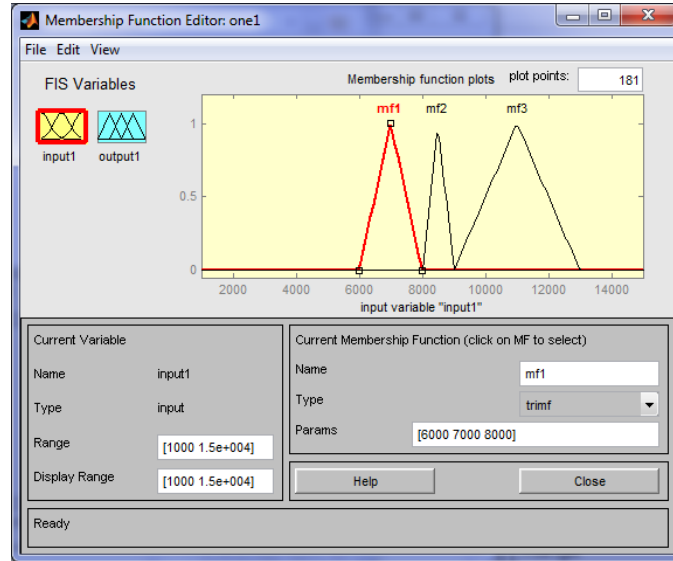 Membership Function Editor: one1
File Edit View
FIS Variables
Membership function plots plot points: 181
mf1 mf2 mf3
1
0.5
0
input1 output1
2000 4000 6000 8000 10000 12000 14000
input variable "input1"
Current Variable
Name input1
Type input
Range [1000 1.5e+004]
Display Range [1000 1.5e+004]
Current Membership Function (click on MF to select)
Name mf1
Type trimf
Params [6000 7000 8000]
Help Close
Ready